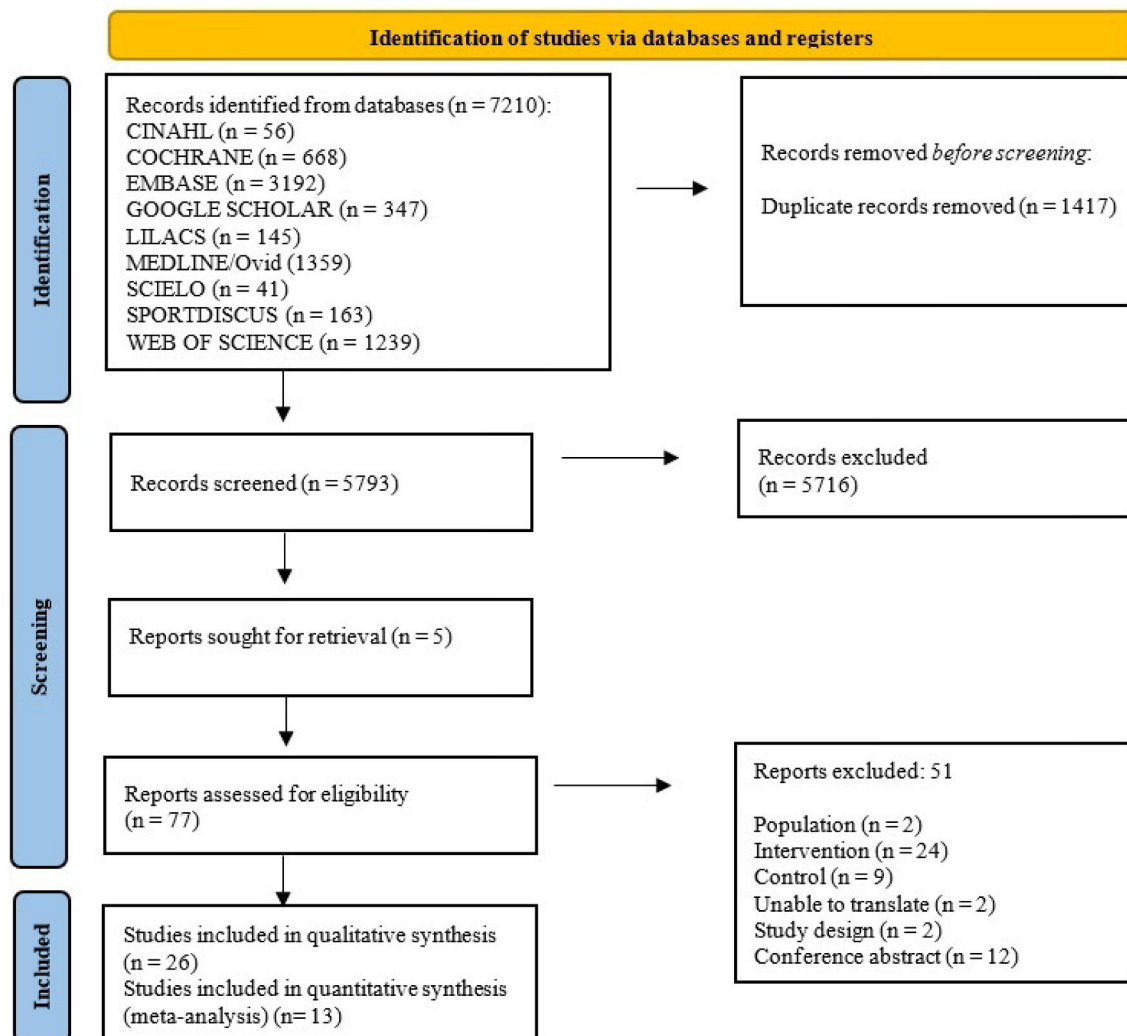 Identification of studies via databases and registers
Identification
Records identified from databases (n = 7210):
CINAHL (n = 56)
COCHRANE (n = 668)
EMBASE (n = 3192)
GOOGLE SCHOLAR (n = 347)
LILACS (n = 145)
MEDLINE/Ovid (1359)
SCIELO (n = 41)
SPORTDISCUS (n = 163)
WEB OF SCIENCE (n = 1239)
Records removed before screening:
Duplicate records removed (n = 1417)
Screening
Records screened (n = 5793)
Records excluded
(n = 5716)
Reports sought for retrieval (n = 5)
Reports assessed for eligibility
(n = 77)
Reports excluded: 51
Population (n = 2)
Intervention (n = 24)
Control (n = 9)
Unable to translate (n = 2)
Study design (n = 2)
Conference abstract (n = 12)
Included
Studies included in qualitative synthesis
(n = 26)
Studies included in quantitative synthesis
(meta-analysis) (n= 13)